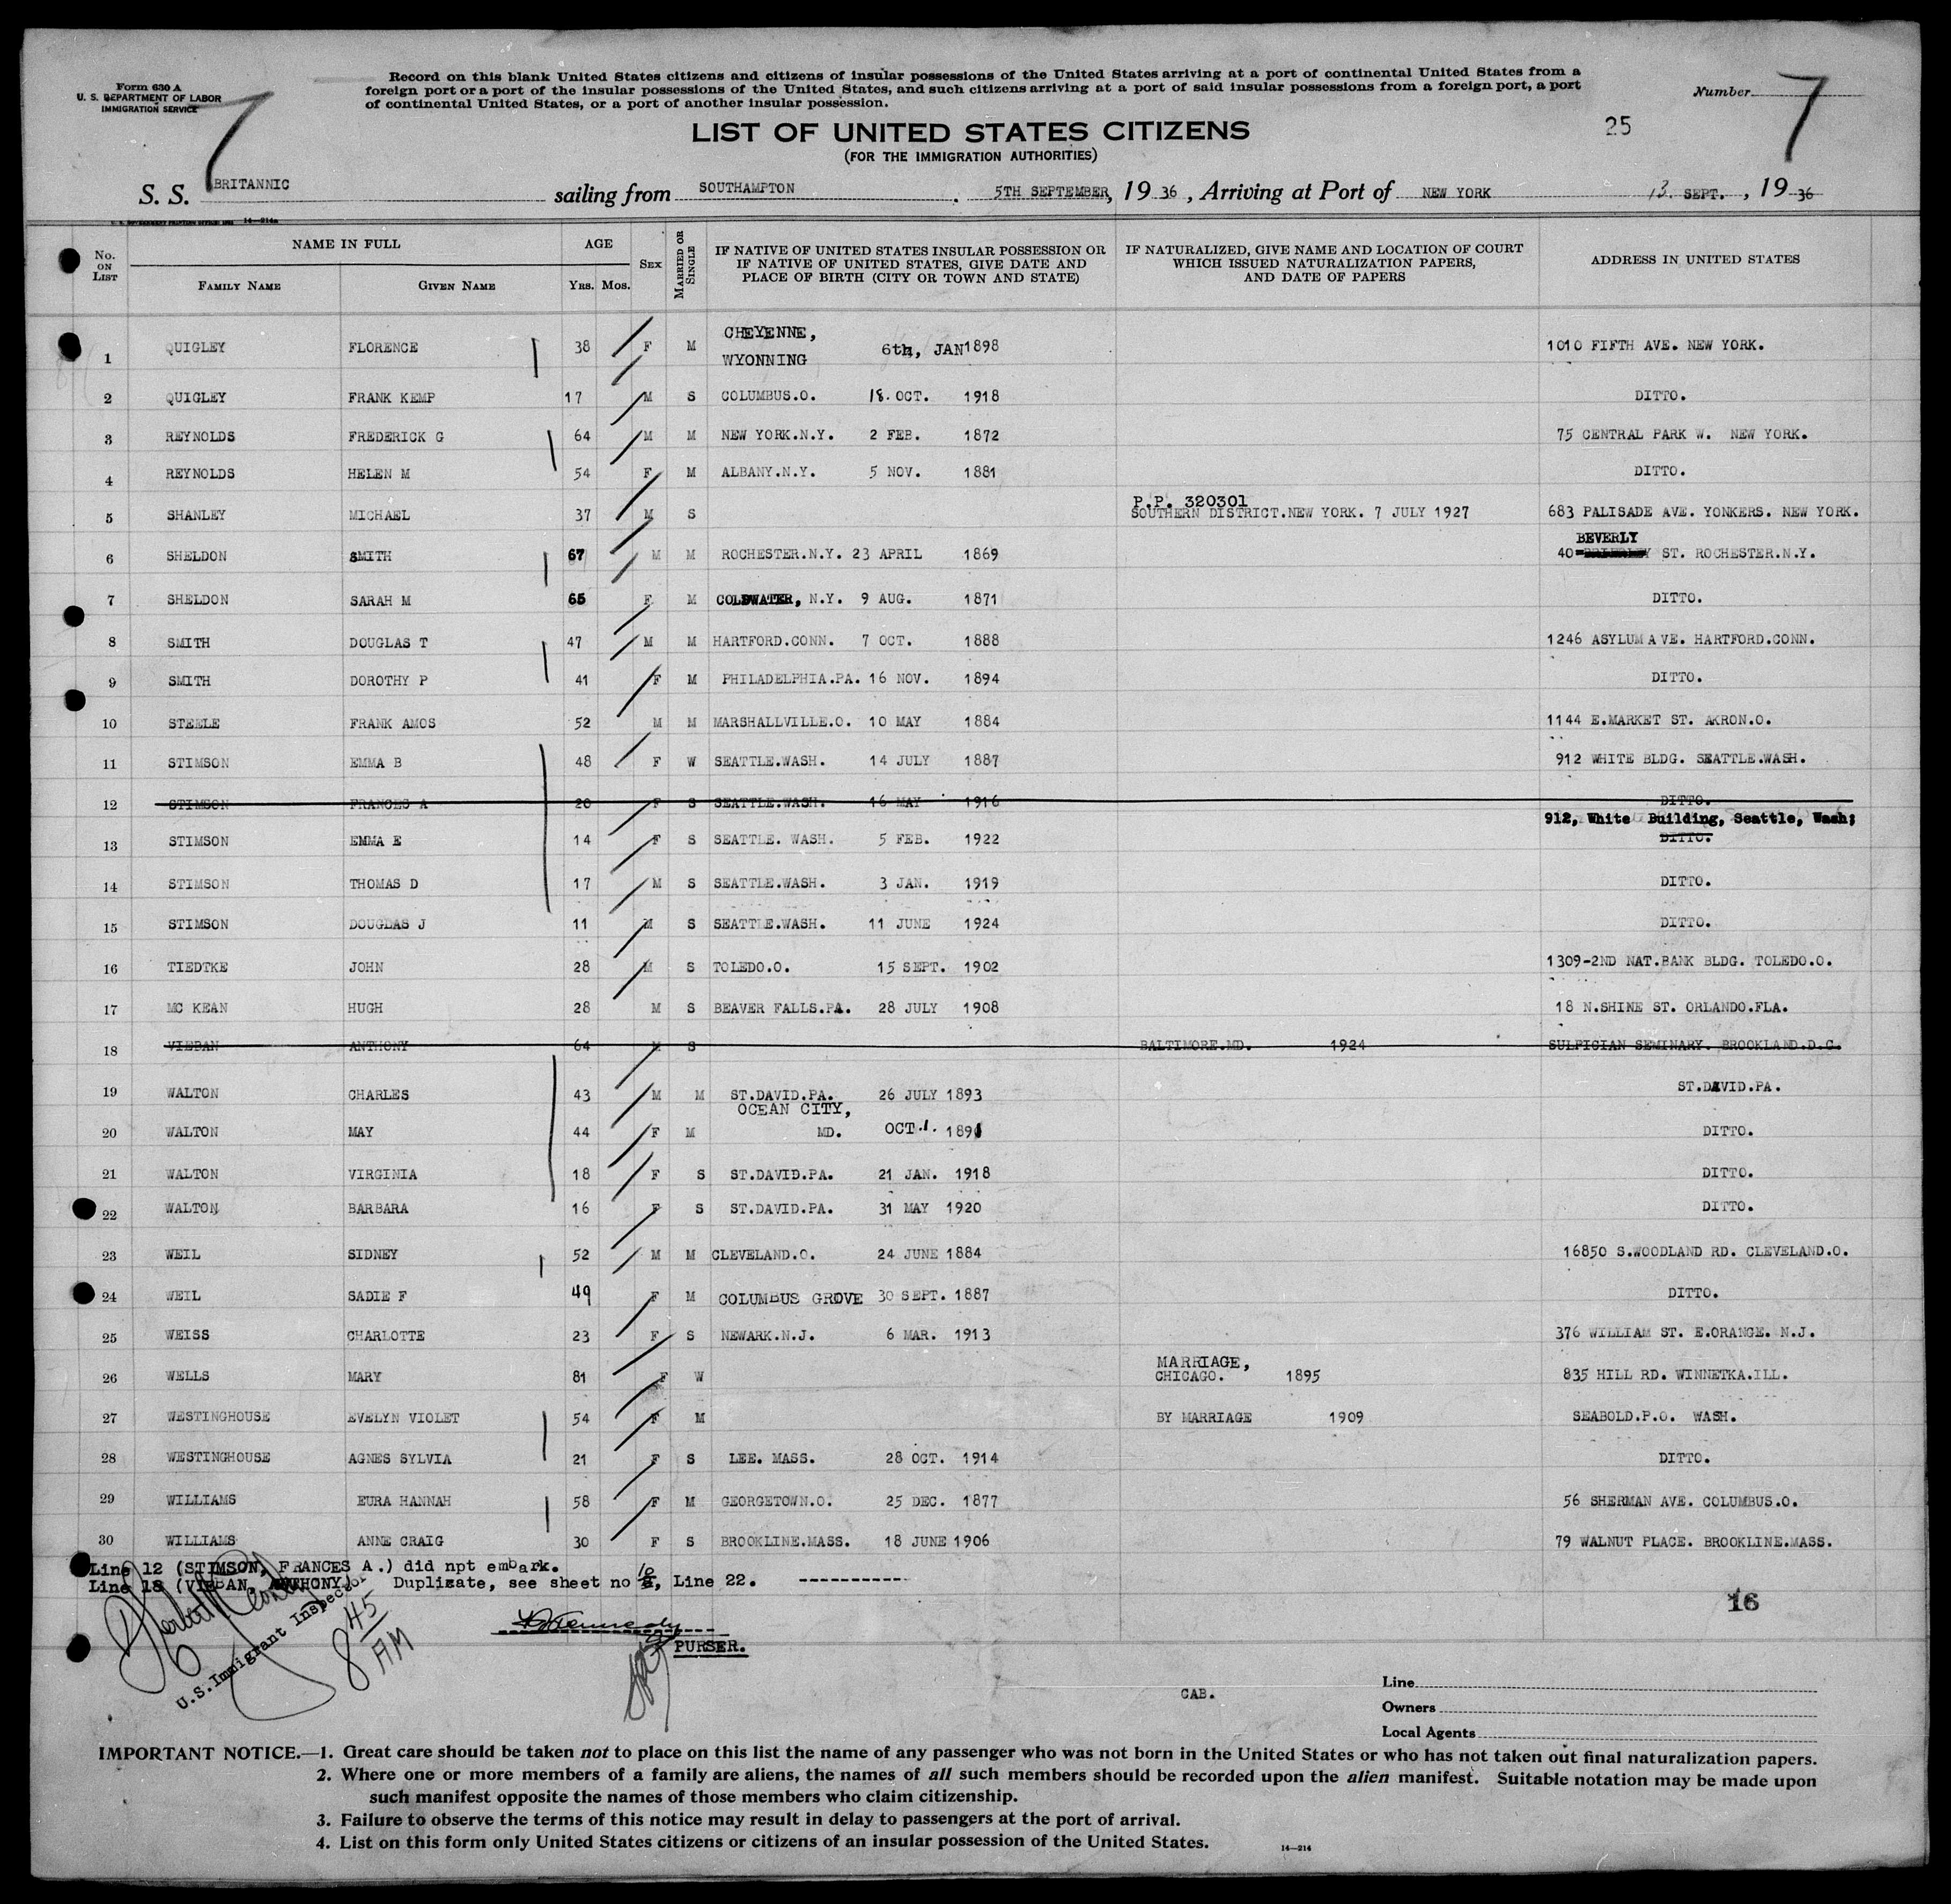 Form 630 A
U. S. DEPARTMENT OF LABOR
IMMIGRATION SERVICE
7
Record on this blank United States citizens and citizens of insular possessions of the United States arriving at a port of continental United States from a
foreign port or a port of the insular possessions of the United States, and such citizens arriving at a port of said insular possessions from a foreign port, a port
of continental United States, or a port of another insular possession.
Number 7
LIST OF UNITED STATES CITIZENS
25
(FOR THE IMMIGRATION AUTHORITIES)
S. S. BRITANNIC sailing from SOUTHAMPTON. 5TH SEPTEMBER, 19 36, Arriving at Port of NEW YORK 13. SEPT., 19 36
14—214a
No. ON LIST NAME IN FULL FAMILY NAME GIVEN NAME AGE YRS. MOS. SEX MARRIED OR SINGLE IF NATIVE OF UNITED STATES INSULAR POSSESSION OR IF NATIVE OF UNITED STATES, GIVE DATE AND PLACE OF BIRTH (CITY OR TOWN AND STATE) IF NATURALIZED, GIVE NAME AND LOCATION OF COURT WHICH ISSUED NATURALIZATION PAPERS, AND DATE OF PAPERS ADDRESS IN UNITED STATES
1 QUIGLEY FLORENCE 38 F M CHEYENNE, WYONNING 6th, JAN 1898 1010 FIFTH AVE. NEW YORK.
2 QUIGLEY FRANK KEMP 17 M S COLUMBUS.O. 18. OCT. 1918 DITTO.
3 REYNOLDS FREDERICK G 64 M M NEW YORK.N.Y. 2 FEB. 1872 75 CENTRAL PARK W. NEW YORK.
4 REYNOLDS HELEN M 54 F M ALBANY.N.Y. 5 NOV. 1881 DITTO.
5 SHANLEY MICHAEL 37 M S P.P. 320301 SOUTHERN DISTRICT.NEW YORK. 7 JULY 1927 683 PALISADE AVE. YONKERS. NEW YORK.
6 SHELDON SMITH 67 M M ROCHESTER.N.Y. 23 APRIL 1869 40 BEVERLY ST. ROCHESTER.N.Y.
7 SHELDON SARAH M 65 F M COLDWATER, N.Y. 9 AUG. 1871 DITTO.
8 SMITH DOUGLAS T 47 M M HARTFORD.CONN. 7 OCT. 1888 1246 ASYLUM AVE. HARTFORD.CONN.
9 SMITH DOROTHY P 41 F M PHILADELPHIA.PA. 16 NOV. 1894 DITTO.
10 STEELE FRANK AMOS 52 M M MARSHALLVILLE.O. 10 MAY 1884 1144 E.MARKET ST. AKRON.O.
11 STIMSON EMMA B 48 F W SEATTLE.WASH. 14 JULY 1887 912 WHITE BLDG. SEATTLE.WASH.
12 STIMSON FRANCES A 20 F S SEATTLE.WASH. 16 MAY 1916 DITTO.
13 STIMSON EMMA E 14 F S SEATTLE. WASH. 5 FEB. 1922 912, White Building, Seattle, Wash; DITTO.
14 STIMSON THOMAS D 17 M S SEATTLE.WASH. 3 JAN. 1919 DITTO.
15 STIMSON DOUGLAS J 11 M S SEATTLE.WASH. 11 JUNE 1924 DITTO.
16 TIEDTKE JOHN 28 M S TOLEDO.O. 15 SEPT. 1902 1309-2ND NAT.BANK BLDG. TOLEDO.O.
17 MC KEAN HUGH 28 M S BEAVER FALLS.PA. 28 JULY 1908 18 N.SHINE ST. ORLANDO.FLA.
18 VIEBAN ANTHONY 64 M S BALTIMORE.MD. 1924 SULPICIAN SEMINARY. BROOKLAND.D.C.
19 WALTON CHARLES 43 M M ST.DAVID.PA. 26 JULY 1893 ST.DAVID.PA.
20 WALTON MAY 44 F M OCEAN CITY, MD. OCT.1. 1891 DITTO.
21 WALTON VIRGINIA 18 F S ST.DAVID.PA. 21 JAN. 1918 DITTO.
22 WALTON BARBARA 16 F S ST.DAVID.PA. 31 MAY 1920 DITTO.
23 WEIL SIDNEY 52 M M CLEVELAND.O. 24 JUNE 1884 16850 S.WOODLAND RD. CLEVELAND.O.
24 WEIL SADIE F 49 F M COLUMBUS GROVE 30 SEPT. 1887 DITTO.
25 WEISS CHARLOTTE 23 F S NEWARK.N.J. 6 MAR. 1913 376 WILLIAM ST. E.ORANGE. N.J.
26 WELLS MARY 81 F W MARRIAGE, CHICAGO. 1895 835 HILL RD. WINNETKA.ILL.
27 WESTINGHOUSE EVELYN VIOLET 54 F M BY MARRIAGE 1909 SEABOLD.P.O. WASH.
28 WESTINGHOUSE AGNES SYLVIA 21 F S LEE. MASS. 28 OCT. 1914 DITTO.
29 WILLIAMS EURA HANNAH 58 F M GEORGETOWN.O. 25 DEC. 1877 56 SHERMAN AVE. COLUMBUS.O.
30 WILLIAMS ANNE CRAIG 30 F S BROOKLINE.MASS. 18 JUNE 1906 79 WALNUT PLACE. BROOKLINE.MASS.
Line 12 (STIMSON, FRANCES A.) did npt embark.
Line 18 (VIEBAN, ANTHONY) Duplizate, see sheet no 10, Line 22. ----------
16
U.S. Immigrant Inspector
8 45 AM
Kennedy
PURSER.
CAB.
Line
Owners
Local Agents
IMPORTANT NOTICE.—1. Great care should be taken not to place on this list the name of any passenger who was not born in the United States or who has not taken out final naturalization papers.
2. Where one or more members of a family are aliens, the names of all such members should be recorded upon the alien manifest. Suitable notation may be made upon
such manifest opposite the names of those members who claim citizenship.
3. Failure to observe the terms of this notice may result in delay to passengers at the port of arrival.
4. List on this form only United States citizens or citizens of an insular possession of the United States.
14—214